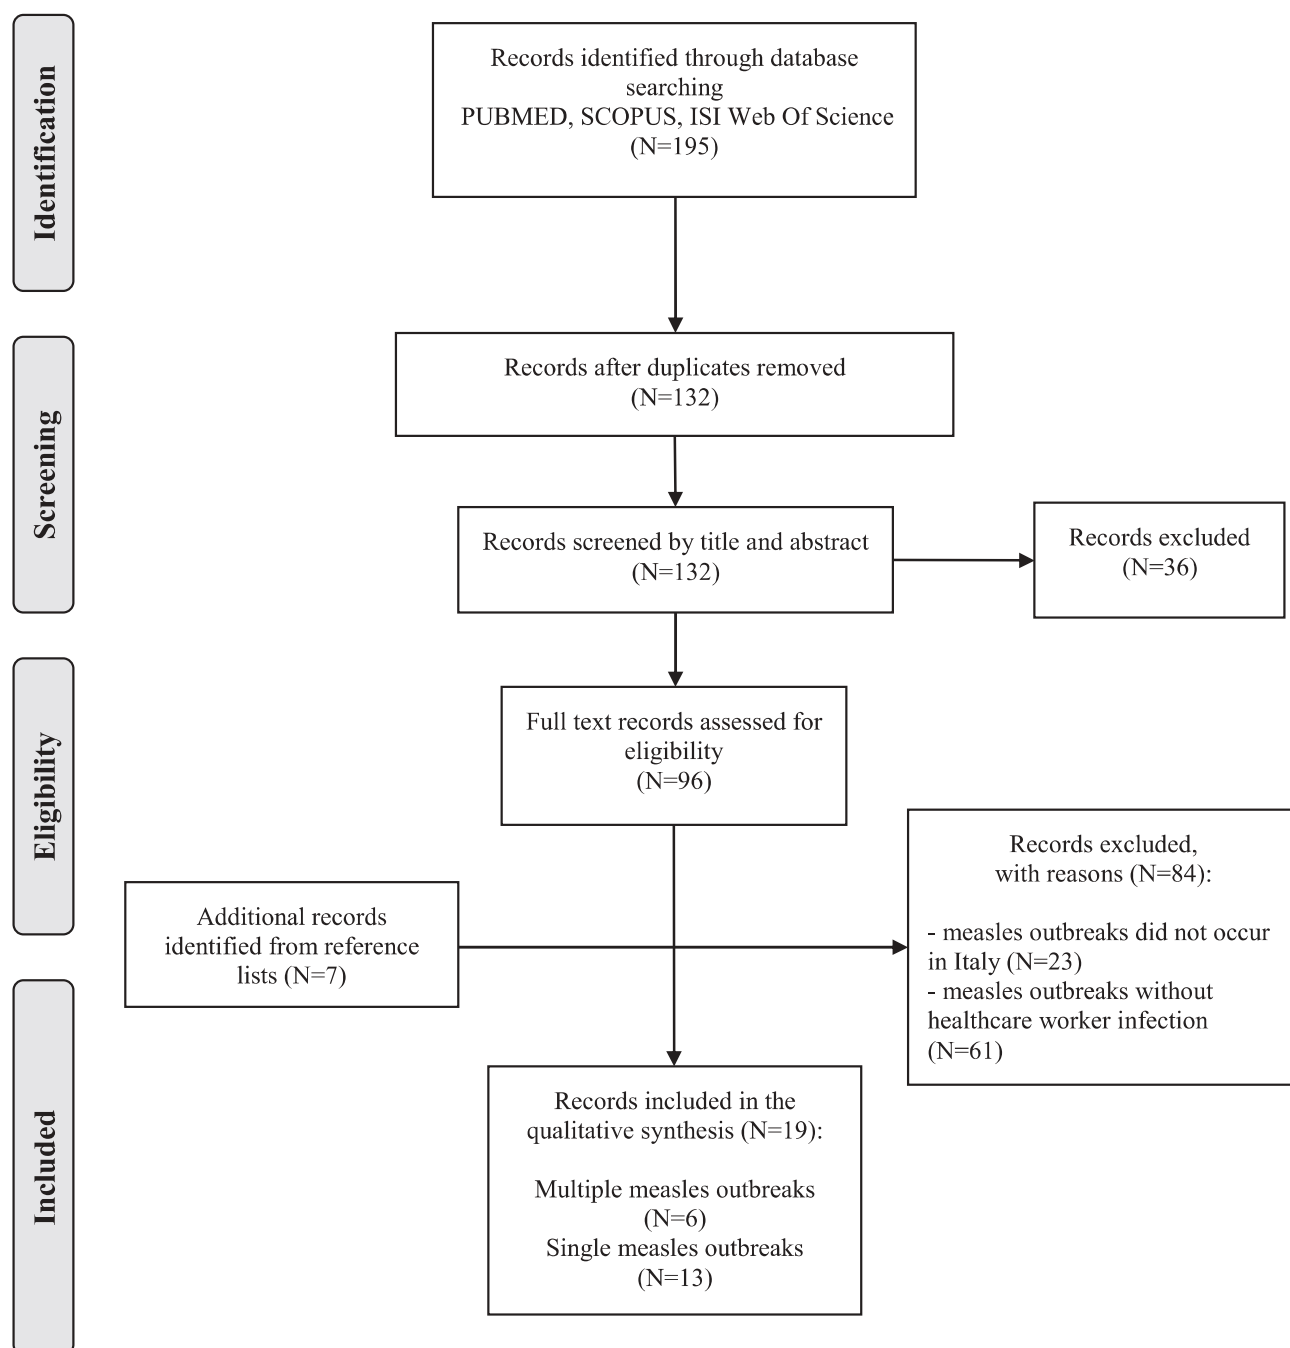 Identification
Records identified through database
searching
PUBMED, SCOPUS, ISI Web Of Science
(N=195)
Screening
Records after duplicates removed
(N=132)
Records screened by title and abstract
(N=132)
Records excluded
(N=36)
Eligibility
Full text records assessed for
eligibility
(N=96)
Additional records
identified from reference
lists (N=7)
Records excluded,
with reasons (N=84):
- measles outbreaks did not occur
in Italy (N=23)
- measles outbreaks without
healthcare worker infection
(N=61)
Included
Records included in the
qualitative synthesis (N=19):
Multiple measles outbreaks
(N=6)
Single measles outbreaks
(N=13)